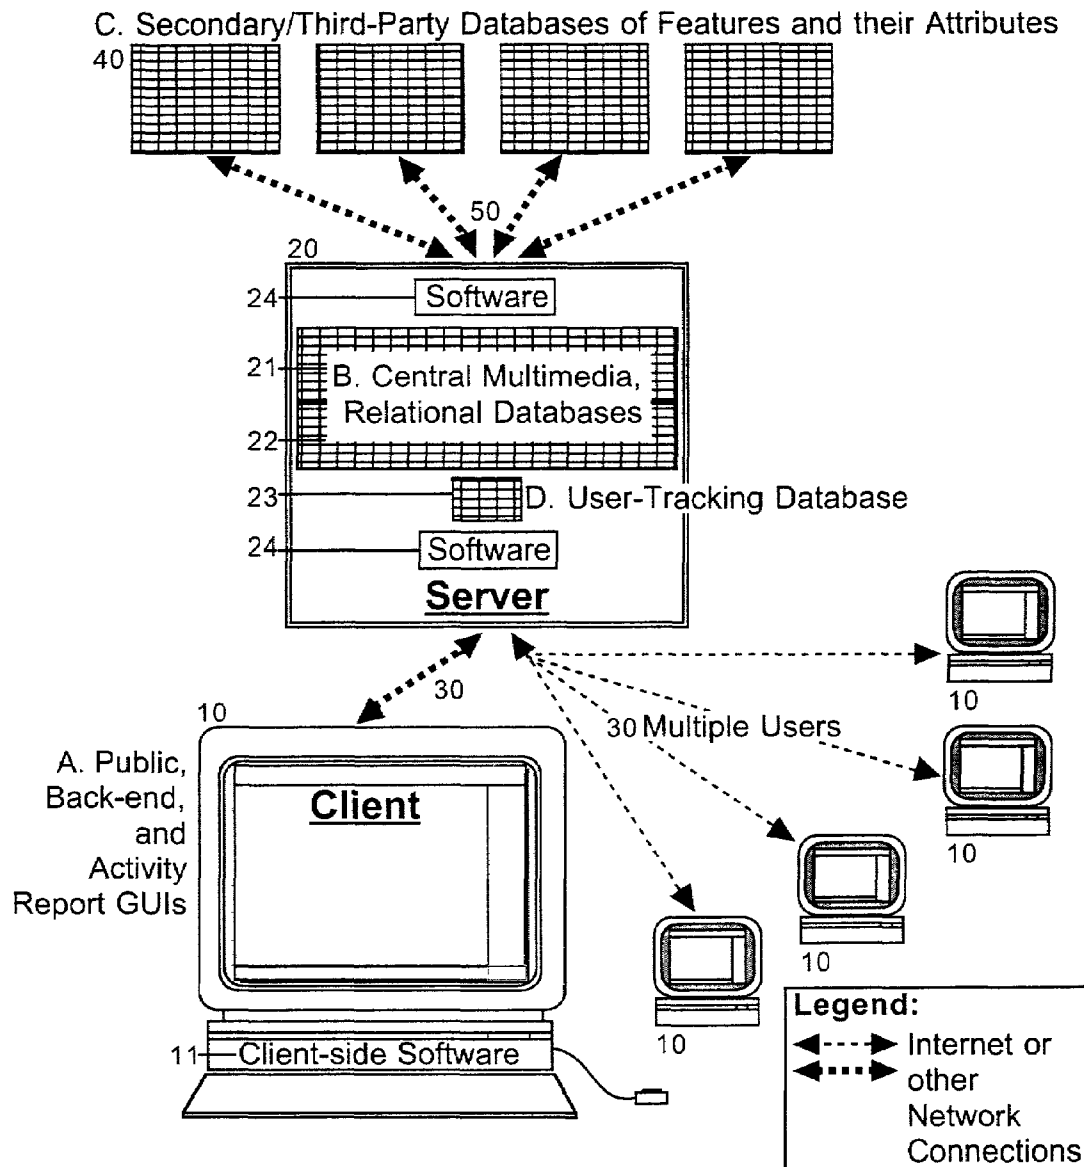 C. Secondary/Third-Party Databases of Features and their Attributes
40
50
20
24
Software
21
B. Central Multimedia,
Relational Databases
22
23
D. User-Tracking Database
24
Software
Server
30
10
10
A. Public,
Back-end,
and
Activity
Report GUIs
Client
30 Multiple Users
10
10
10
11
Client-side Software
Legend:
Internet or
other
Network
Connections